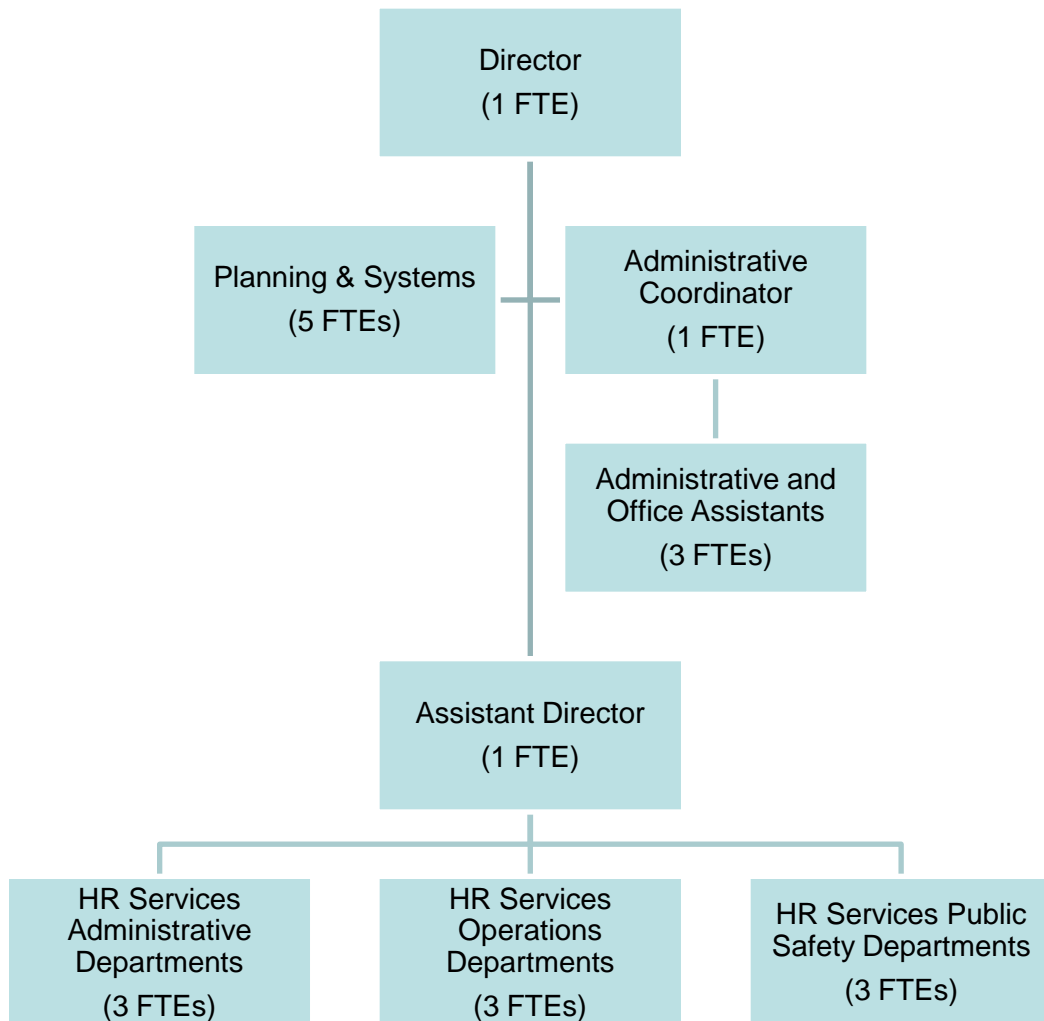 Director
(1 FTE)
Planning & Systems
(5 FTEs)
Administrative
Coordinator
(1 FTE)
Administrative and
Office Assistants
(3 FTEs)
Assistant Director
(1 FTE)
HR Services
Administrative
Departments
(3 FTEs)
HR Services
Operations
Departments
(3 FTEs)
HR Services Public
Safety Departments
(3 FTEs)